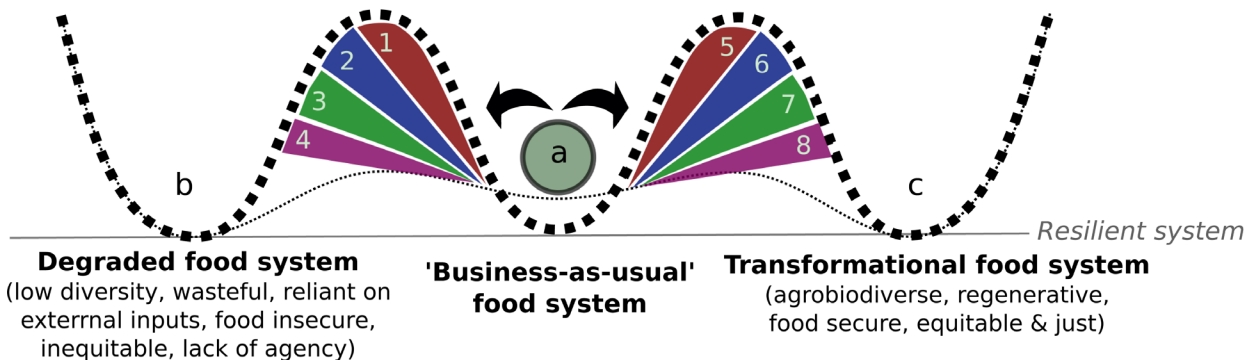 1
2
3
4
5
6
7
8
a
b
c
Resilient system
Degraded food system
(low diversity, wasteful, reliant on
exterrnal inputs, food insecure,
inequitable, lack of agency)
'Business-as-usual'
food system
Transformational food system
(agrobiodiverse, regenerative,
food secure, equitable & just)